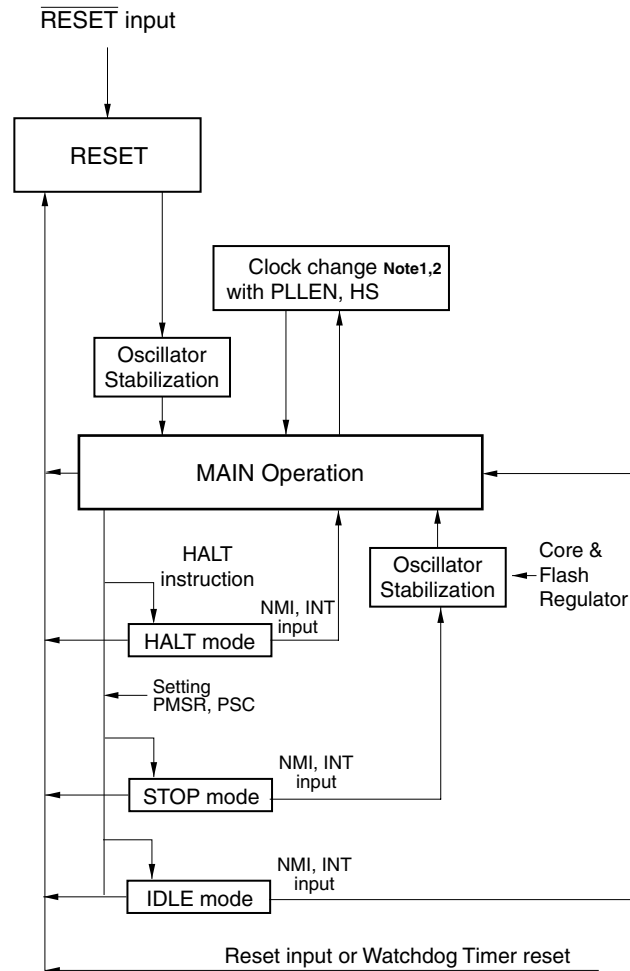 RESET input
RESET
Clock change Note1,2
with PLLEN, HS
Oscillator
Stabilization
MAIN Operation
HALT
instruction
Oscillator
Stabilization
Core &
Flash
Regulator
NMI, INT
input
HALT mode
Setting
PMSR, PSC
NMI, INT
input
STOP mode
NMI, INT
input
IDLE mode
Reset input or Watchdog Timer reset